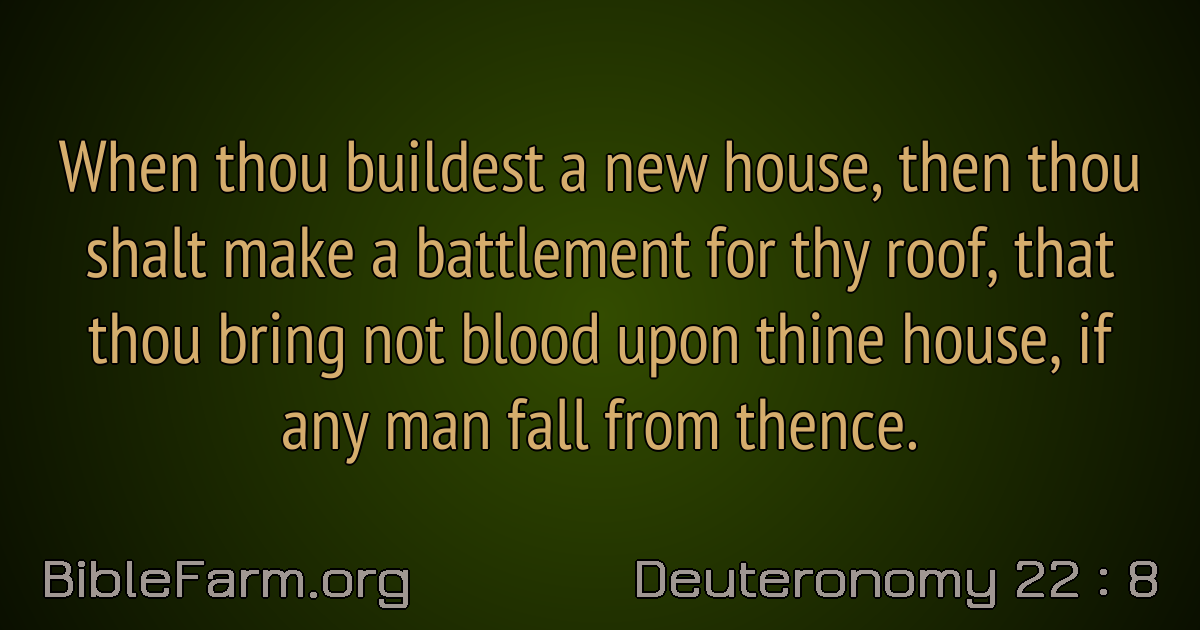 When thou buildest a new house, then thou
shalt make a battlement for thy roof, that
thou bring not blood upon thine house, if
any man fall from thence.
BibleFarm.org
Deuteronomy 22 : 8